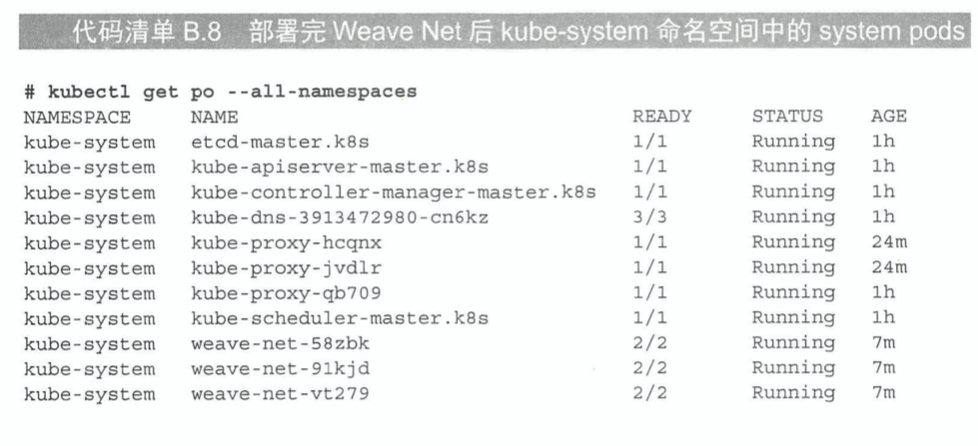 代码清单 B.8 部署完 Weave Net 后 kube-system 命名空间中的 system pods
# kubectl get po --all-namespaces
NAMESPACE NAME READY STATUS AGE
kube-system etcd-master.k8s 1/1 Running 1h
kube-system kube-apiserver-master.k8s 1/1 Running 1h
kube-system kube-controller-manager-master.k8s 1/1 Running 1h
kube-system kube-dns-3913472980-cn6kz 3/3 Running 1h
kube-system kube-proxy-hcqnx 1/1 Running 24m
kube-system kube-proxy-jvdlr 1/1 Running 24m
kube-system kube-proxy-qb709 1/1 Running 1h
kube-system kube-scheduler-master.k8s 1/1 Running 1h
kube-system weave-net-58zbk 2/2 Running 7m
kube-system weave-net-91kjd 2/2 Running 7m
kube-system weave-net-vt279 2/2 Running 7m